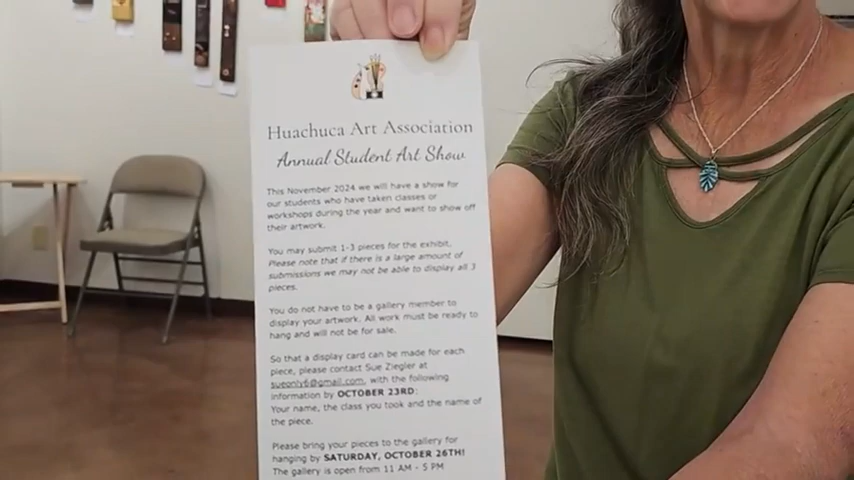 Huachuca Art Association
Annual Student Art Show
This November 2024 we will have a show for
our students who have taken classes or
workshops during the year and want to show off
their artwork.
You may submit 1-3 pieces for the exhibit,
Please note that if there is a large amount of
submissions we may not be able to display all 3
pieces.
You do not have to be a gallery member to
display your artwork. All work must be ready to
hang and will not be for sale.
So that a display card can be made for each
piece, please contact Sue Ziegler at
sueonly6@gmail.com, with the following
information by OCTOBER 23RD:
Your name, the class you took and the name of
the piece.
Please bring your pieces to the gallery for
hanging by SATURDAY, OCTOBER 26TH!
The gallery is open from 11 AM - 5 PM